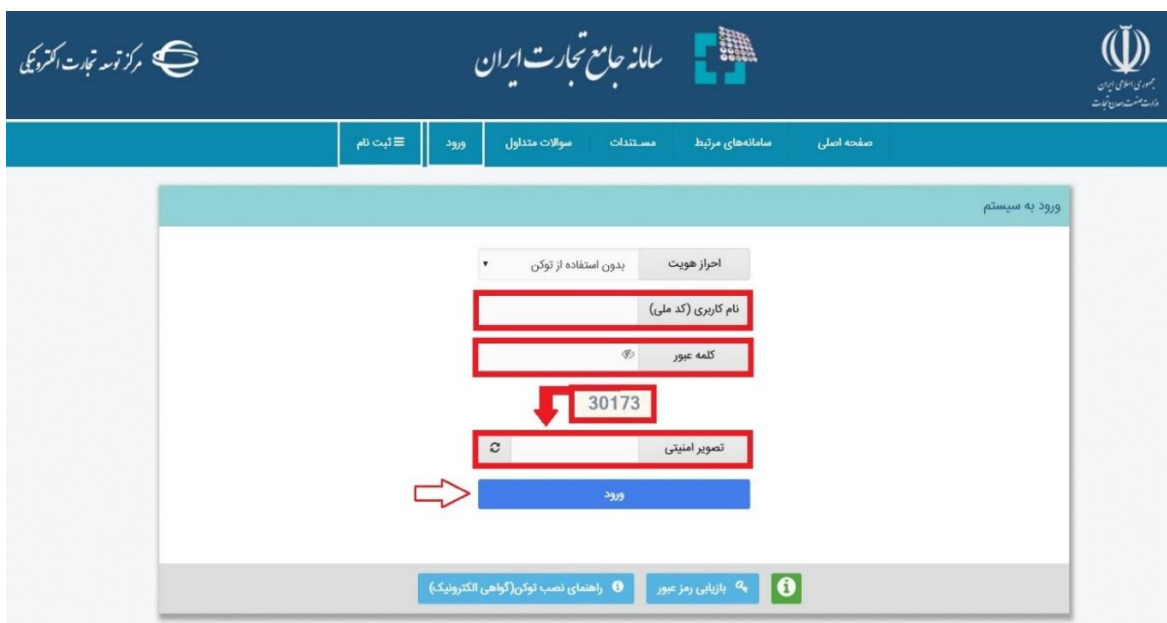 جمهوری اسلامی ایران
وزارت صنعت، معدن و تجارت
سامانه جامع تجارت ایران
مرکز توسعه تجارت الکترونیکی
صفحه اصلی
سامانه‌های مرتبط
مستندات
سوالات متداول
ورود
ثبت نام
ورود به سیستم
احراز هویت
بدون استفاده از توکن
نام کاربری (کد ملی)
کلمه عبور
30173
تصویر امنیتی
ورود
بازیابی رمز عبور
راهنمای نصب توکن(گواهی الکترونیک)